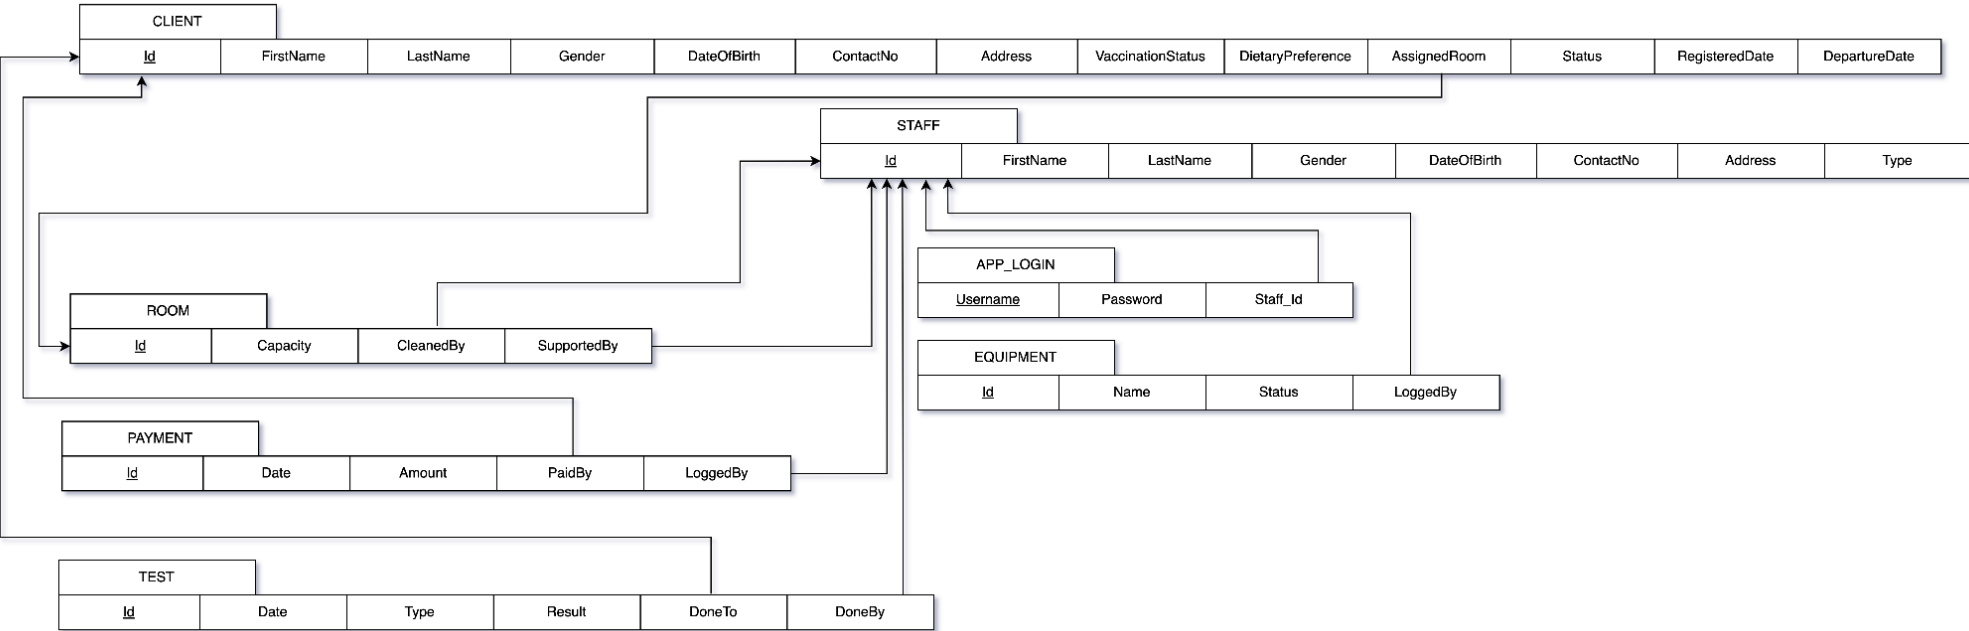 CLIENT
Id FirstName LastName Gender DateOfBirth ContactNo Address VaccinationStatus DietaryPreference AssignedRoom Status RegisteredDate DepartureDate
STAFF
Id FirstName LastName Gender DateOfBirth ContactNo Address Type
APP_LOGIN
Username Password Staff_Id
ROOM
Id Capacity CleanedBy SupportedBy
EQUIPMENT
Id Name Status LoggedBy
PAYMENT
Id Date Amount PaidBy LoggedBy
TEST
Id Date Type Result DoneTo DoneBy